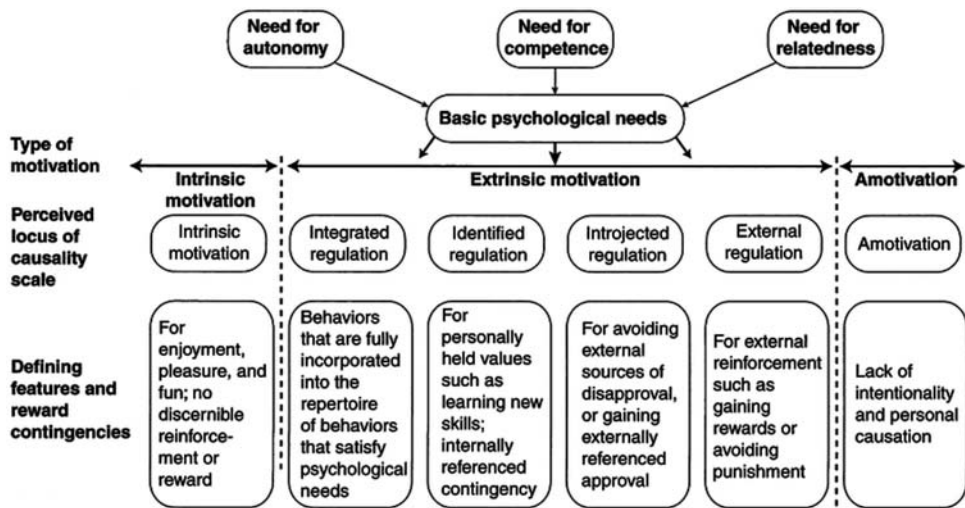 Need for
autonomy
Need for
competence
Need for
relatedness
Basic psychological needs
Type of
motivation
Intrinsic
motivation
Extrinsic motivation
Amotivation
Perceived
locus of
causality
scale
Intrinsic
motivation
Integrated
regulation
Identified
regulation
Introjected
regulation
External
regulation
Amotivation
Defining
features and
reward
contingencies
For
enjoyment,
pleasure, and
fun; no
discernible
reinforce-
ment or
reward
Behaviors
that are fully
incorporated
into the
repertoire
of behaviors
that satisfy
psychological
needs
For
personally
held values
such as
learning new
skills;
internally
referenced
contingency
For avoiding
external
sources of
disapproval,
or gaining
externally
referenced
approval
For external
reinforcement
such as
gaining
rewards or
avoiding
punishment
Lack of
intentionality
and personal
causation